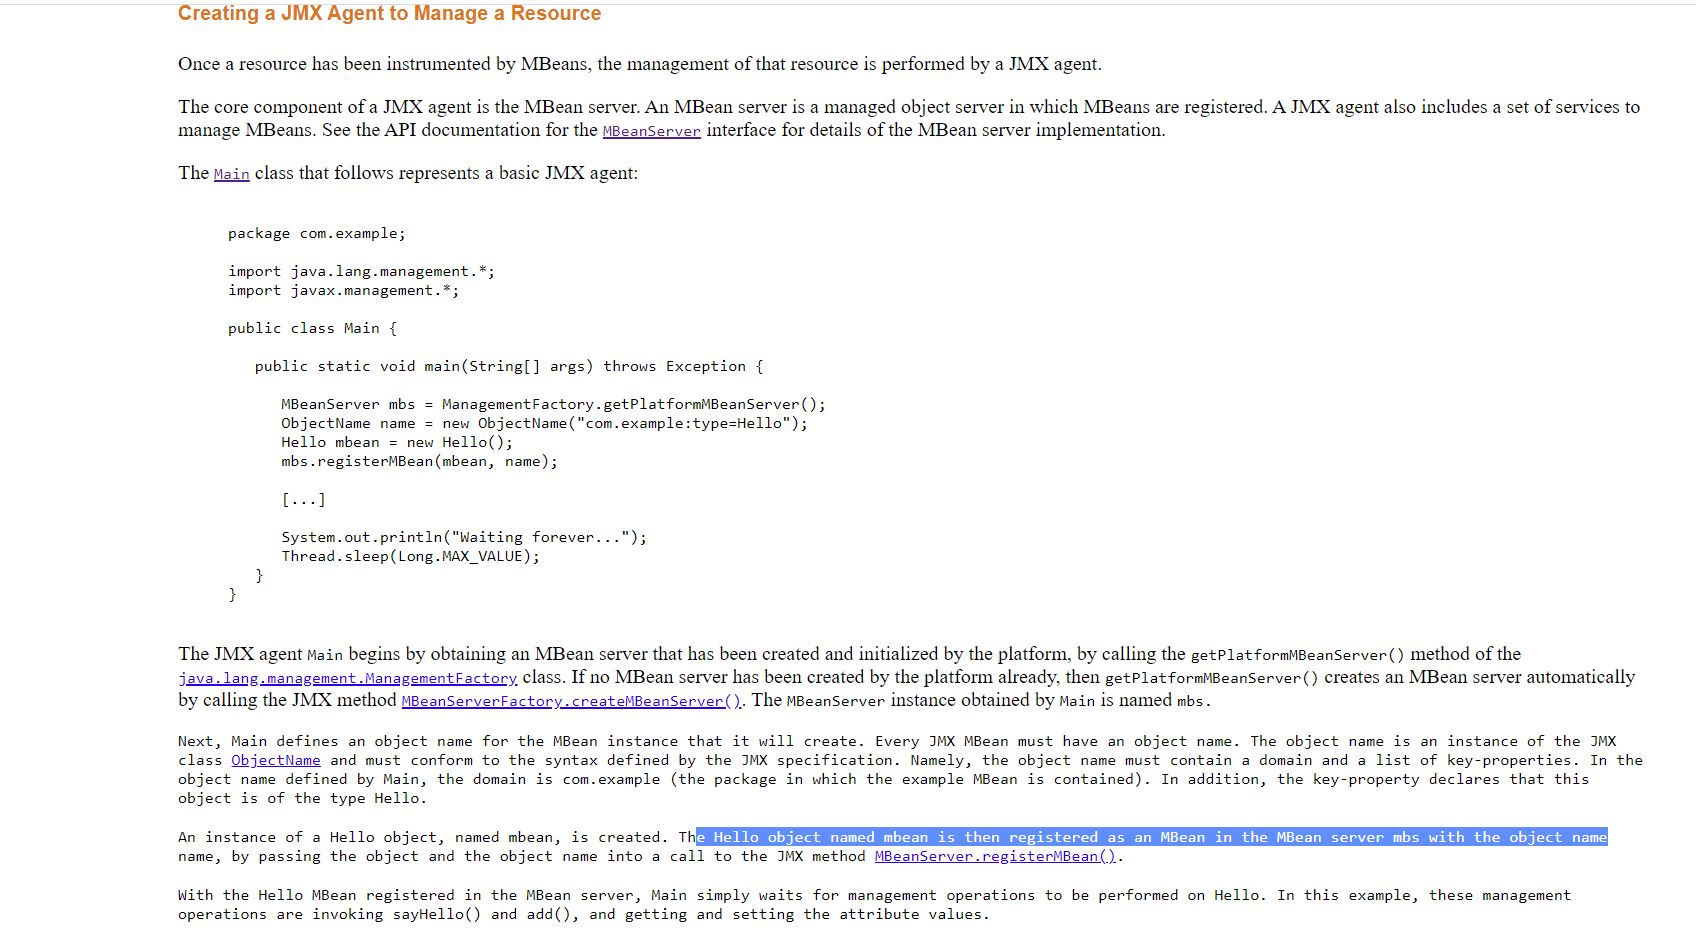 Creating a JMX Agent to Manage a Resource
Once a resource has been instrumented by MBeans, the management of that resource is performed by a JMX agent.
The core component of a JMX agent is the MBean server. An MBean server is a managed object server in which MBeans are registered. A JMX agent also includes a set of services to
manage MBeans. See the API documentation for the MBeanServer interface for details of the MBean server implementation.
The Main class that follows represents a basic JMX agent:
package com.example;
import java.lang.management.*;
import javax.management.*;
public class Main {
public static void main(String[] args) throws Exception {
MBeanServer mbs = ManagementFactory.getPlatformMBeanServer();
ObjectName name = new ObjectName("com.example:type=Hello");
Hello mbean = new Hello();
mbs.registerMBean(mbean, name);
[...]
System.out.println("Waiting forever...");
Thread.sleep(Long.MAX_VALUE);
}
}
The JMX agent Main begins by obtaining an MBean server that has been created and initialized by the platform, by calling the getPlatformMBeanServer() method of the
java.lang.management.ManagementFactory class. If no MBean server has been created by the platform already, then getPlatformMBeanServer() creates an MBean server automatically
by calling the JMX method MBeanServerFactory.createMBeanServer(). The MBeanServer instance obtained by Main is named mbs.
Next, Main defines an object name for the MBean instance that it will create. Every JMX MBean must have an object name. The object name is an instance of the JMX
class ObjectName and must conform to the syntax defined by the JMX specification. Namely, the object name must contain a domain and a list of key-properties. In the
object name defined by Main, the domain is com.example (the package in which the example MBean is contained). In addition, the key-property declares that this
object is of the type Hello.
An instance of a Hello object, named mbean, is created. The Hello object named mbean is then registered as an MBean in the MBean server mbs with the object name
name, by passing the object and the object name into a call to the JMX method MBeanServer.registerMBean().
With the Hello MBean registered in the MBean server, Main simply waits for management operations to be performed on Hello. In this example, these management
operations are invoking sayHello() and add(), and getting and setting the attribute values.